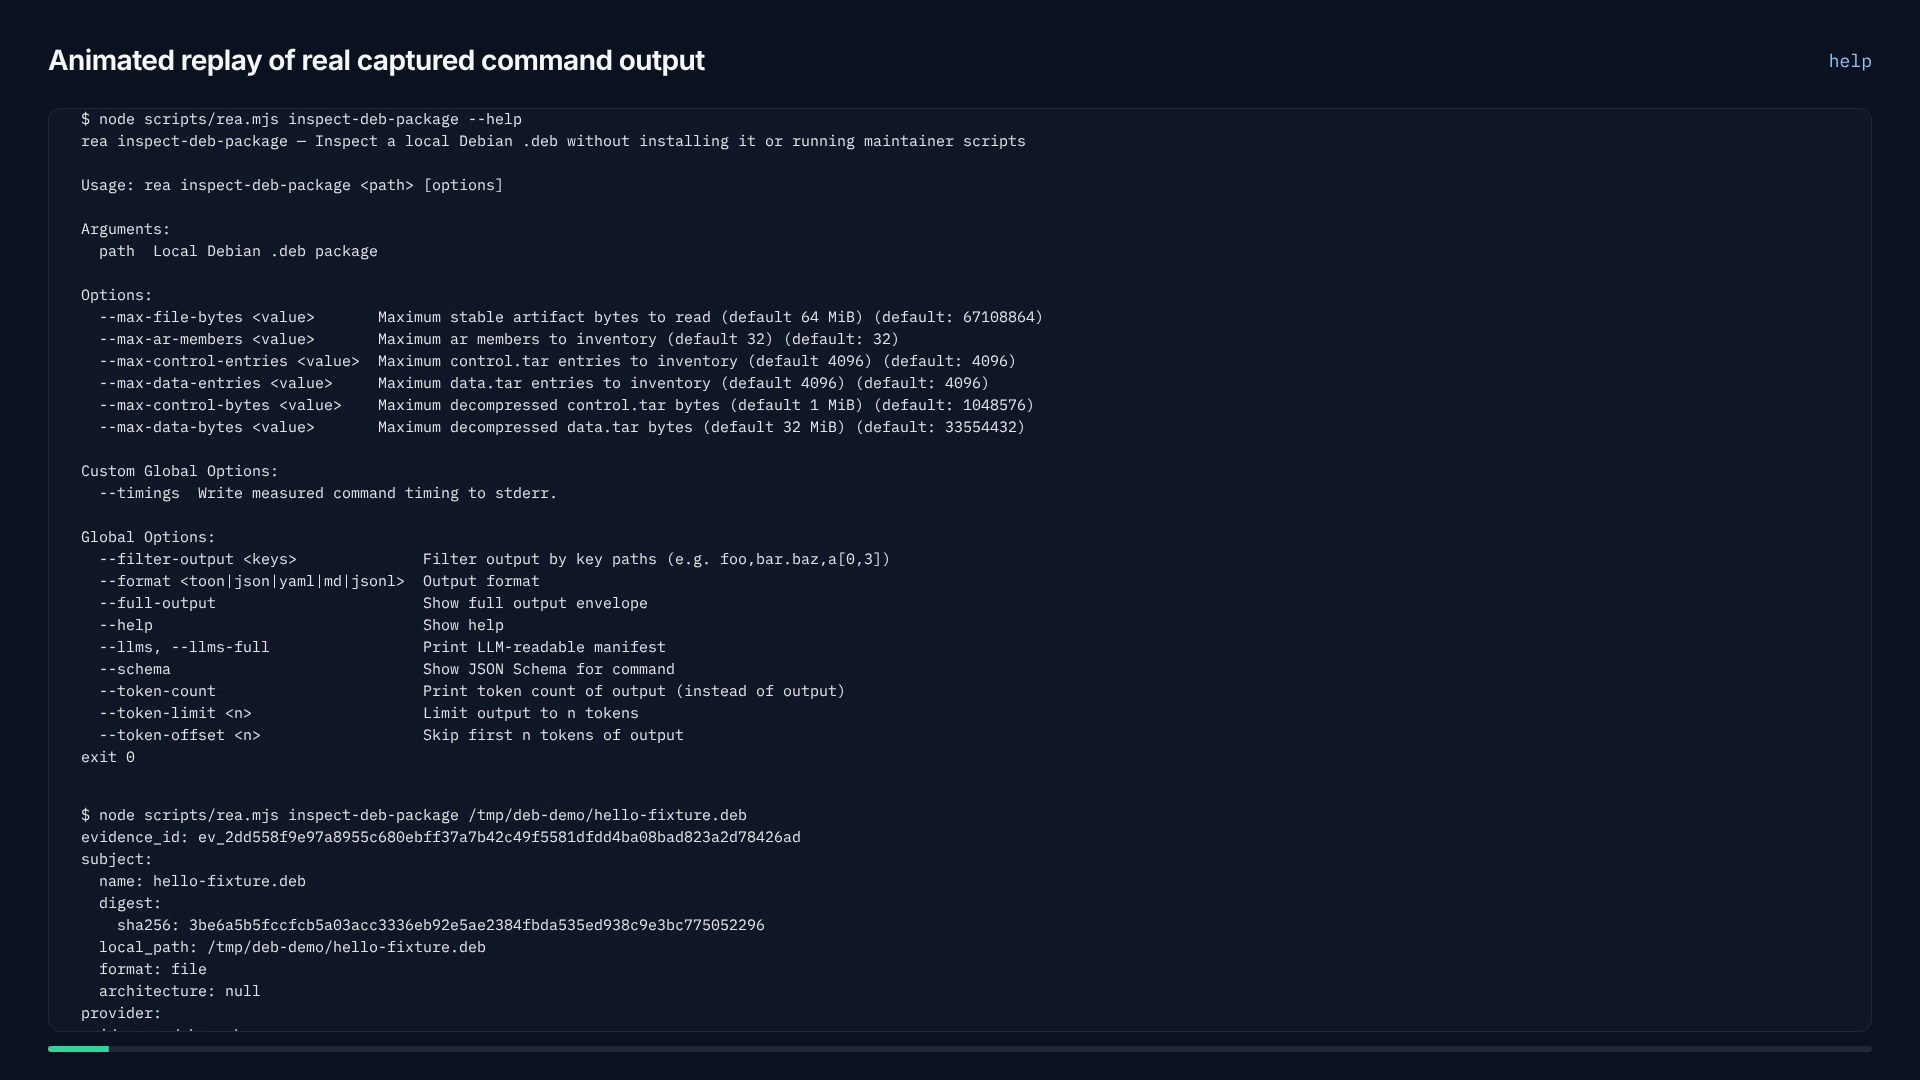 Animated replay of real captured command output
help
$ node scripts/rea.mjs inspect-deb-package --help
rea inspect-deb-package — Inspect a local Debian .deb without installing it or running maintainer scripts
Usage: rea inspect-deb-package <path> [options]
Arguments:
  path  Local Debian .deb package
Options:
  --max-file-bytes <value>       Maximum stable artifact bytes to read (default 64 MiB) (default: 67108864)
  --max-ar-members <value>       Maximum ar members to inventory (default 32) (default: 32)
  --max-control-entries <value>  Maximum control.tar entries to inventory (default 4096) (default: 4096)
  --max-data-entries <value>     Maximum data.tar entries to inventory (default 4096) (default: 4096)
  --max-control-bytes <value>    Maximum decompressed control.tar bytes (default 1 MiB) (default: 1048576)
  --max-data-bytes <value>       Maximum decompressed data.tar bytes (default 32 MiB) (default: 33554432)
Custom Global Options:
  --timings  Write measured command timing to stderr.
Global Options:
  --filter-output <keys>              Filter output by key paths (e.g. foo,bar.baz,a[0,3])
  --format <toon|json|yaml|md|jsonl>  Output format
  --full-output                       Show full output envelope
  --help                              Show help
  --llms, --llms-full                 Print LLM-readable manifest
  --schema                            Show JSON Schema for command
  --token-count                       Print token count of output (instead of output)
  --token-limit <n>                   Limit output to n tokens
  --token-offset <n>                  Skip first n tokens of output
exit 0
$ node scripts/rea.mjs inspect-deb-package /tmp/deb-demo/hello-fixture.deb
evidence_id: ev_2dd558f9e97a8955c680ebff37a7b42c49f5581dfdd4ba08bad823a2d78426ad
subject:
  name: hello-fixture.deb
  digest:
    sha256: 3be6a5b5fccfcb5a03acc3336eb92e5ae2384fbda535ed938c9e3bc775052296
  local_path: /tmp/deb-demo/hello-fixture.deb
  format: file
  architecture: null
provider: